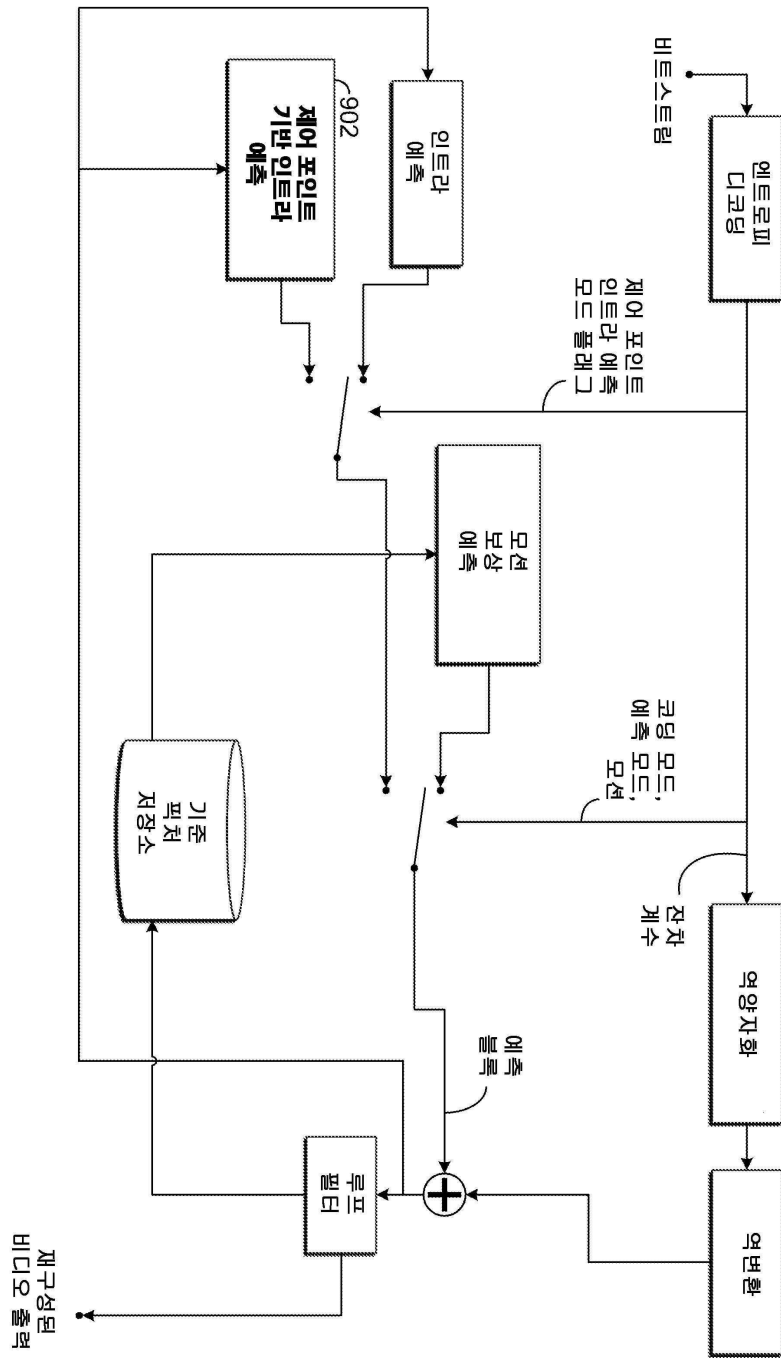 엔트로피
디코딩
역양자화
역변환
비트스트림
잔차
계수
제어 포인트
인트라 예측
모드 플래그
코딩 모드,
예측 모드,
모션
예측
블록
모션
보상
예측
인트라
예측
902
제어 포인트
기반 인트라
예측
루프
필터
기준
픽처
저장소
재구성된
비디오 출력